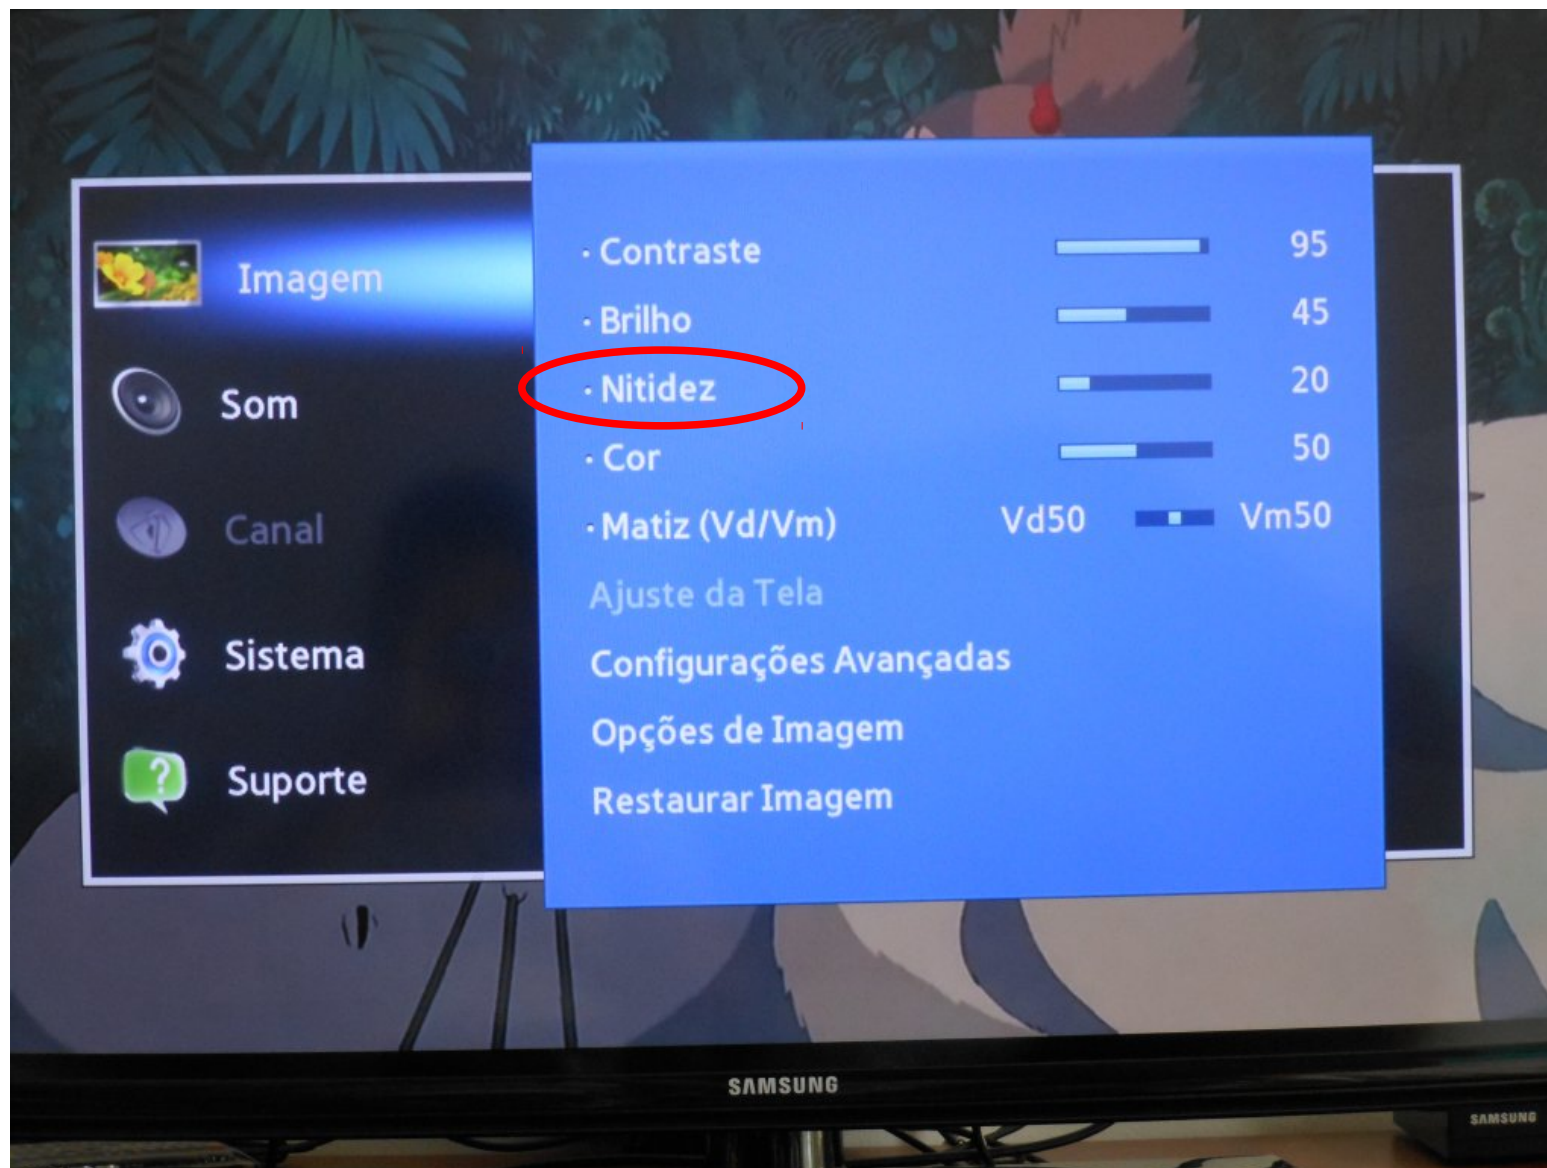 Imagem
Som
Canal
Sistema
Suporte
· Contraste 95
· Brilho 45
· Nitidez 20
· Cor 50
· Matiz (Vd/Vm) Vd50 Vm50
Ajuste da Tela
Configurações Avançadas
Opções de Imagem
Restaurar Imagem
SAMSUNG
SAMSUNG